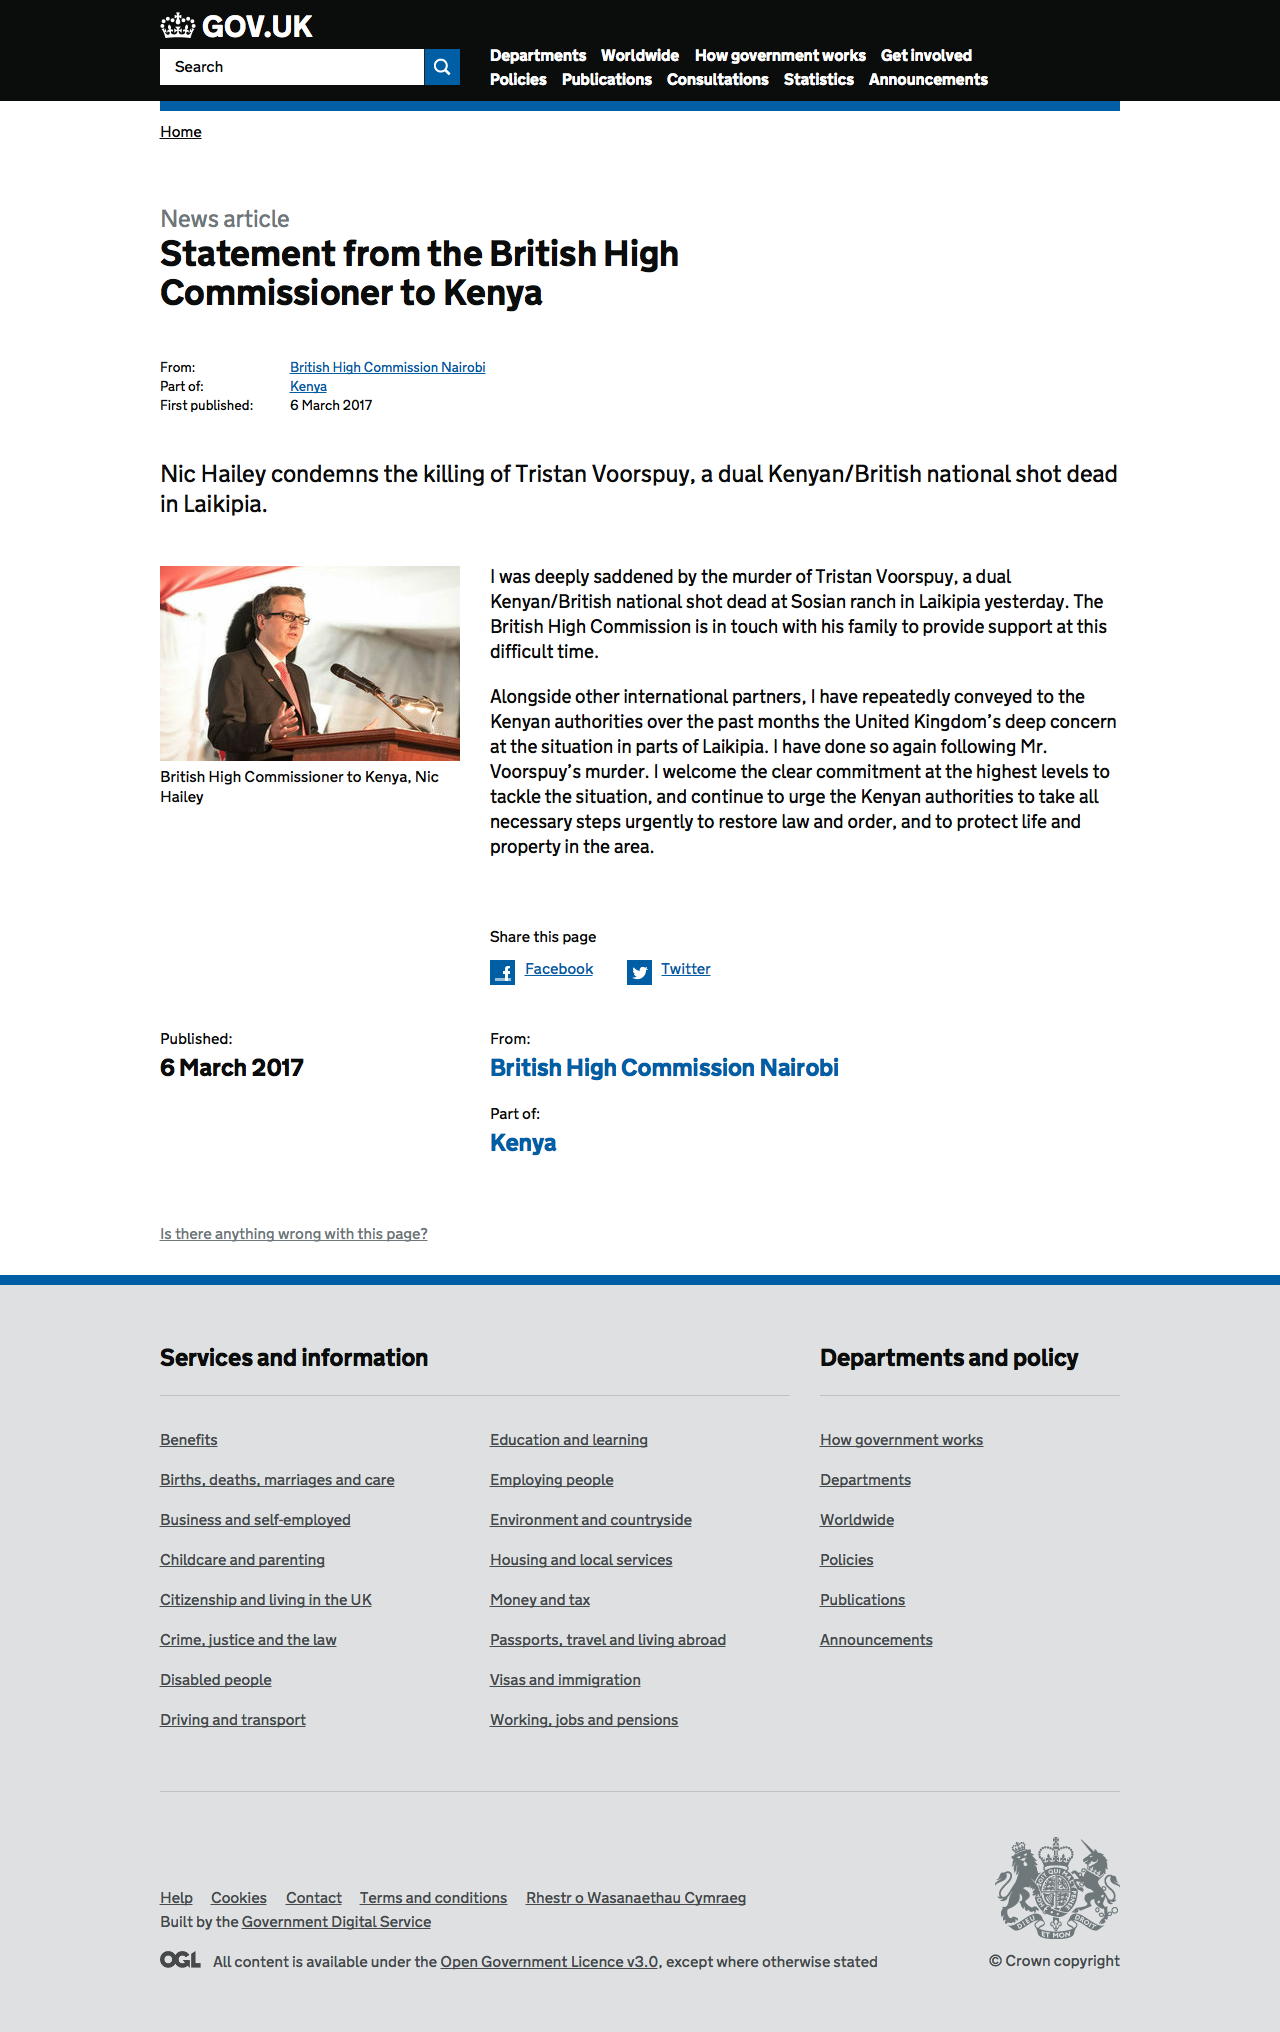 GOV.UK
Search
Departments Worldwide How government works Get involved
Policies Publications Consultations Statistics Announcements
Home
News article
Statement from the British High
Commissioner to Kenya
From: British High Commission Nairobi
Part of: Kenya
First published: 6 March 2017
Nic Hailey condemns the killing of Tristan Voorspuy, a dual Kenyan/British national shot dead
in Laikipia.
British High Commissioner to Kenya, Nic
Hailey
I was deeply saddened by the murder of Tristan Voorspuy, a dual
Kenyan/British national shot dead at Sosian ranch in Laikipia yesterday. The
British High Commission is in touch with his family to provide support at this
difficult time.
Alongside other international partners, I have repeatedly conveyed to the
Kenyan authorities over the past months the United Kingdom’s deep concern
at the situation in parts of Laikipia. I have done so again following Mr.
Voorspuy’s murder. I welcome the clear commitment at the highest levels to
tackle the situation, and continue to urge the Kenyan authorities to take all
necessary steps urgently to restore law and order, and to protect life and
property in the area.
Share this page
Facebook Twitter
Published:
6 March 2017
From:
British High Commission Nairobi
Part of:
Kenya
Is there anything wrong with this page?
Services and information
Benefits
Births, deaths, marriages and care
Business and self-employed
Childcare and parenting
Citizenship and living in the UK
Crime, justice and the law
Disabled people
Driving and transport
Education and learning
Employing people
Environment and countryside
Housing and local services
Money and tax
Passports, travel and living abroad
Visas and immigration
Working, jobs and pensions
Departments and policy
How government works
Departments
Worldwide
Policies
Publications
Announcements
Help Cookies Contact Terms and conditions Rhestr o Wasanaethau Cymraeg
Built by the Government Digital Service
OGL All content is available under the Open Government Licence v3.0, except where otherwise stated
DIEU ET MON DROIT
© Crown copyright